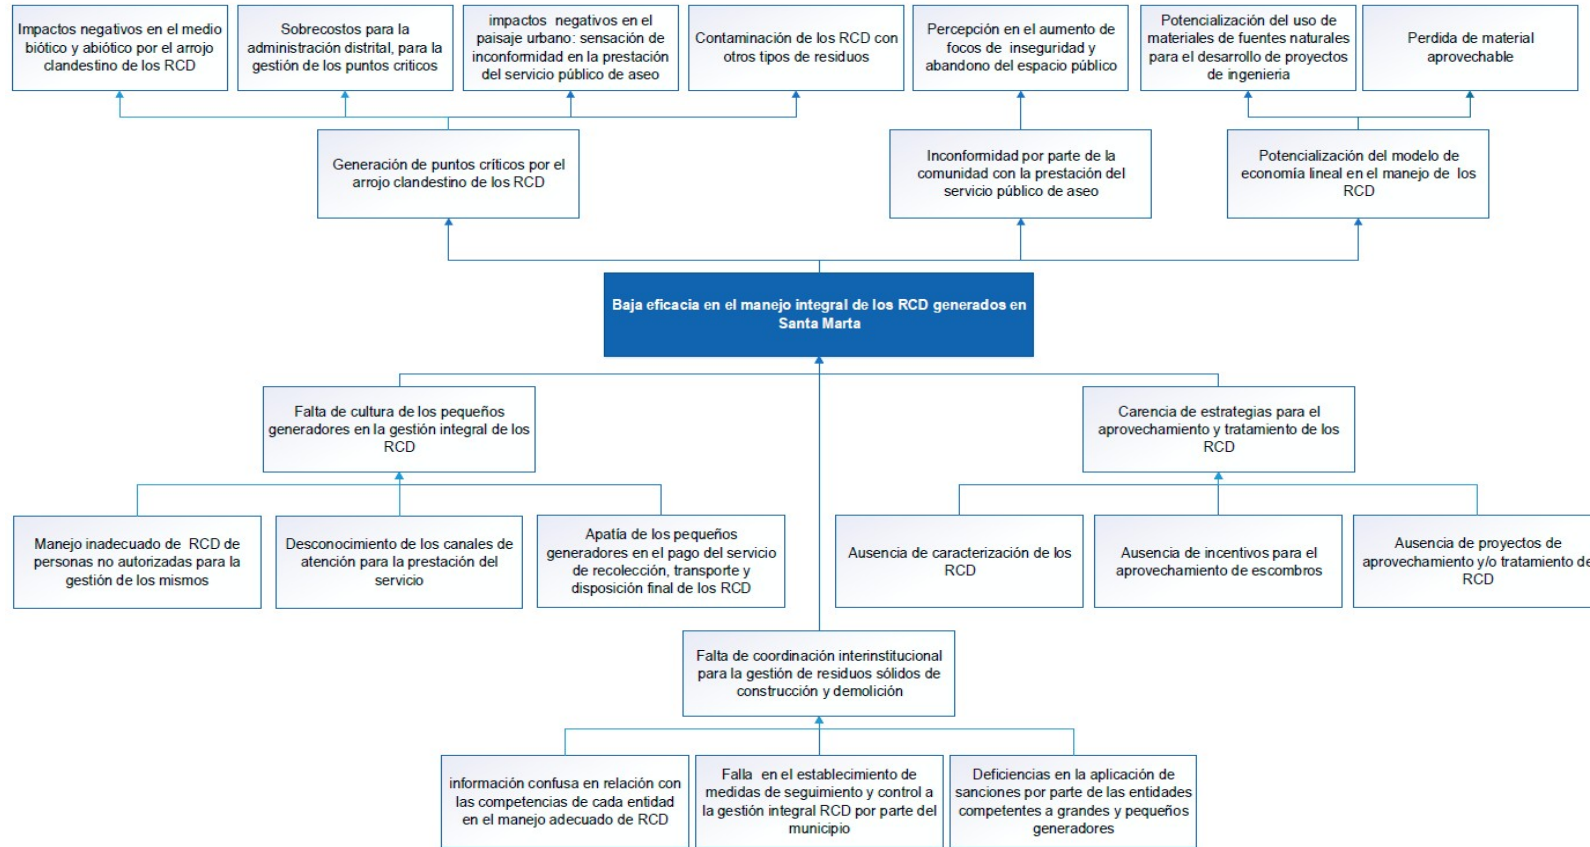 Impactos negativos en el medio
biótico y abiótico por el arrojo
clandestino de los RCD
Sobrecostos para la
administración distrital, para la
gestión de los puntos criticos
impactos negativos en el
paisaje urbano: sensación de
inconformidad en la prestación
del servicio público de aseo
Contaminación de los RCD con
otros tipos de residuos
Percepción en el aumento de
focos de inseguridad y
abandono del espacio público
Potencialización del uso de
materiales de fuentes naturales
para el desarrollo de proyectos
de ingenieria
Perdida de material
aprovechable
Generación de puntos críticos por el
arrojo clandestino de los RCD
Inconformidad por parte de la
comunidad con la prestación del
servicio público de aseo
Potencialización del modelo de
economía lineal en el manejo de los
RCD
Baja eficacia en el manejo integral de los RCD generados en
Santa Marta
Falta de cultura de los pequeños
generadores en la gestión integral de los
RCD
Carencia de estrategias para el
aprovechamiento y tratamiento de los
RCD
Manejo inadecuado de RCD de
personas no autorizadas para la
gestión de los mismos
Desconocimiento de los canales de
atención para la prestación del
servicio
Apatía de los pequeños
generadores en el pago del servicio
de recolección, transporte y
disposición final de los RCD
Ausencia de caracterización de los
RCD
Ausencia de incentivos para el
aprovechamiento de escombros
Ausencia de proyectos de
aprovechamiento y/o tratamiento de
RCD
Falta de coordinación interinstitucional
para la gestión de residuos sólidos de
construcción y demolición
información confusa en relación con
las competencias de cada entidad
en el manejo adecuado de RCD
Falla en el establecimiento de
medidas de seguimiento y control a
la gestión integral RCD por parte del
municipio
Deficiencias en la aplicación de
sanciones por parte de las entidades
competentes a grandes y pequeños
generadores